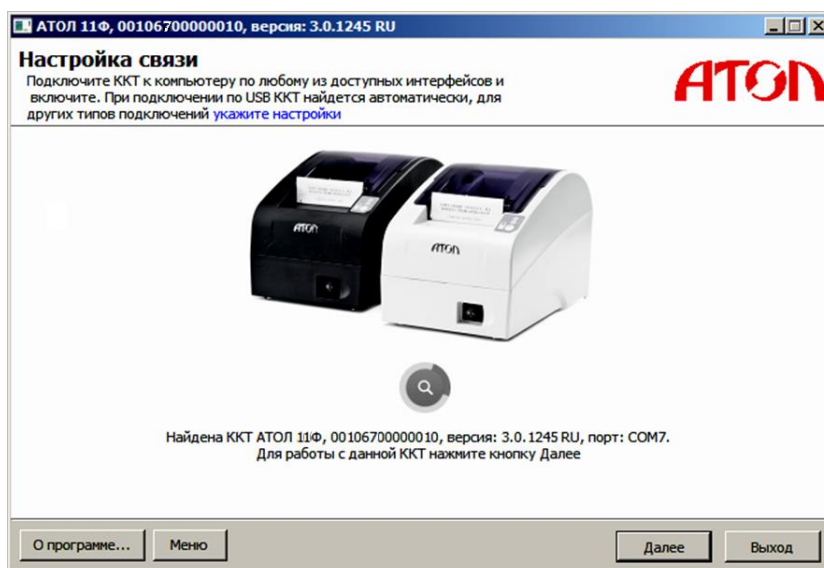 АТОЛ 11Ф, 00106700000010, версия: 3.0.1245 RU
Настройка связи
Подключите ККТ к компьютеру по любому из доступных интерфейсов и
включите. При подключении по USB ККТ найдется автоматически, для
других типов подключений укажите настройки
АТОЛ
АТОЛ
АТОЛ
Найдена ККТ АТОЛ 11Ф, 00106700000010, версия: 3.0.1245 RU, порт: COM7.
Для работы с данной ККТ нажмите кнопку Далее
О программе... Меню Далее Выход